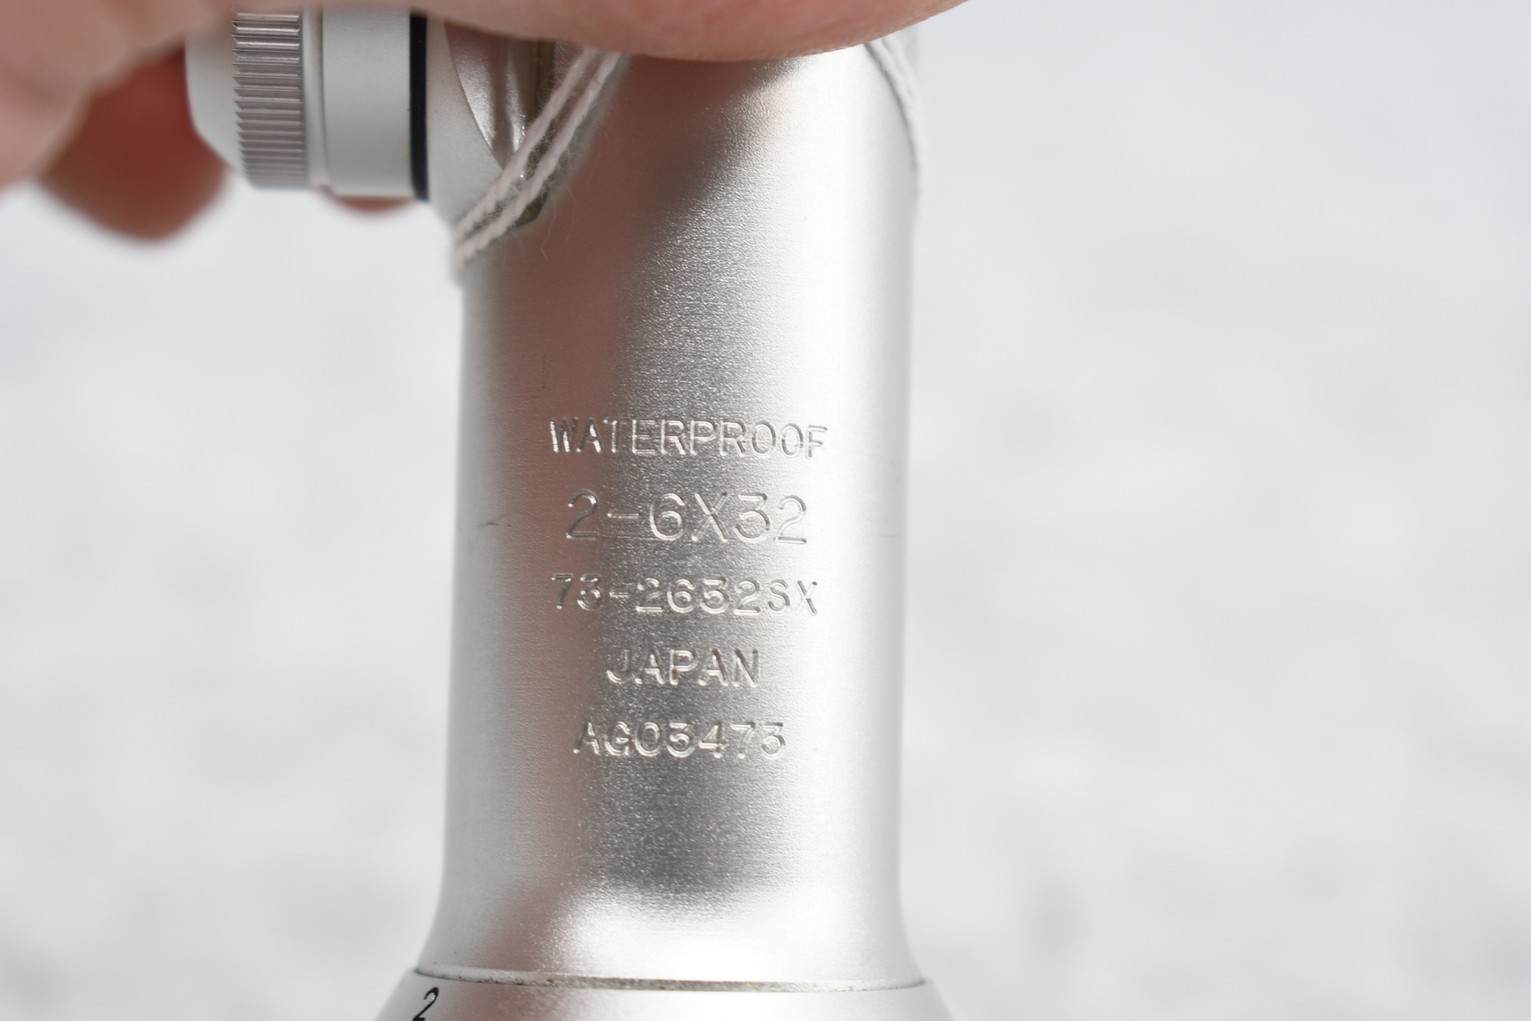 WATERPROOF
2-6X32
73-2632SX
JAPAN
AG03473
2